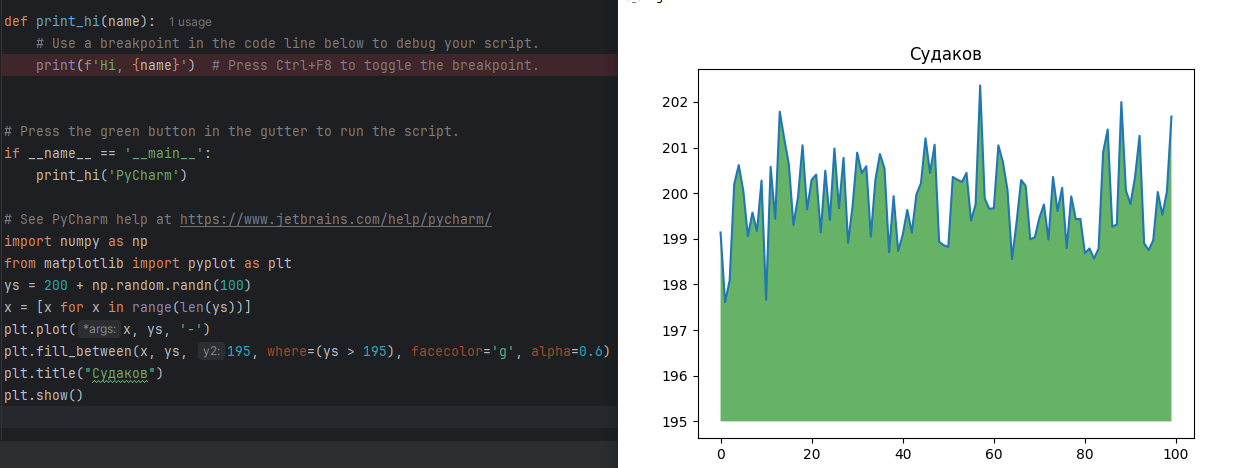 def print_hi(name): 1 usage
# Use a breakpoint in the code line below to debug your script.
print(f'Hi, {name}') # Press Ctrl+F8 to toggle the breakpoint.
# Press the green button in the gutter to run the script.
if __name__ == '__main__':
print_hi('PyCharm')
# See PyCharm help at https://www.jetbrains.com/help/pycharm/
import numpy as np
from matplotlib import pyplot as plt
ys = 200 + np.random.randn(100)
x = [x for x in range(len(ys))]
plt.plot( *args: x, ys, '-')
plt.fill_between(x, ys, y2: 195, where=(ys > 195), facecolor='g', alpha=0.6)
plt.title("Судаков")
plt.show()
Судаков
202
201
200
199
198
197
196
195
0 20 40 60 80 100